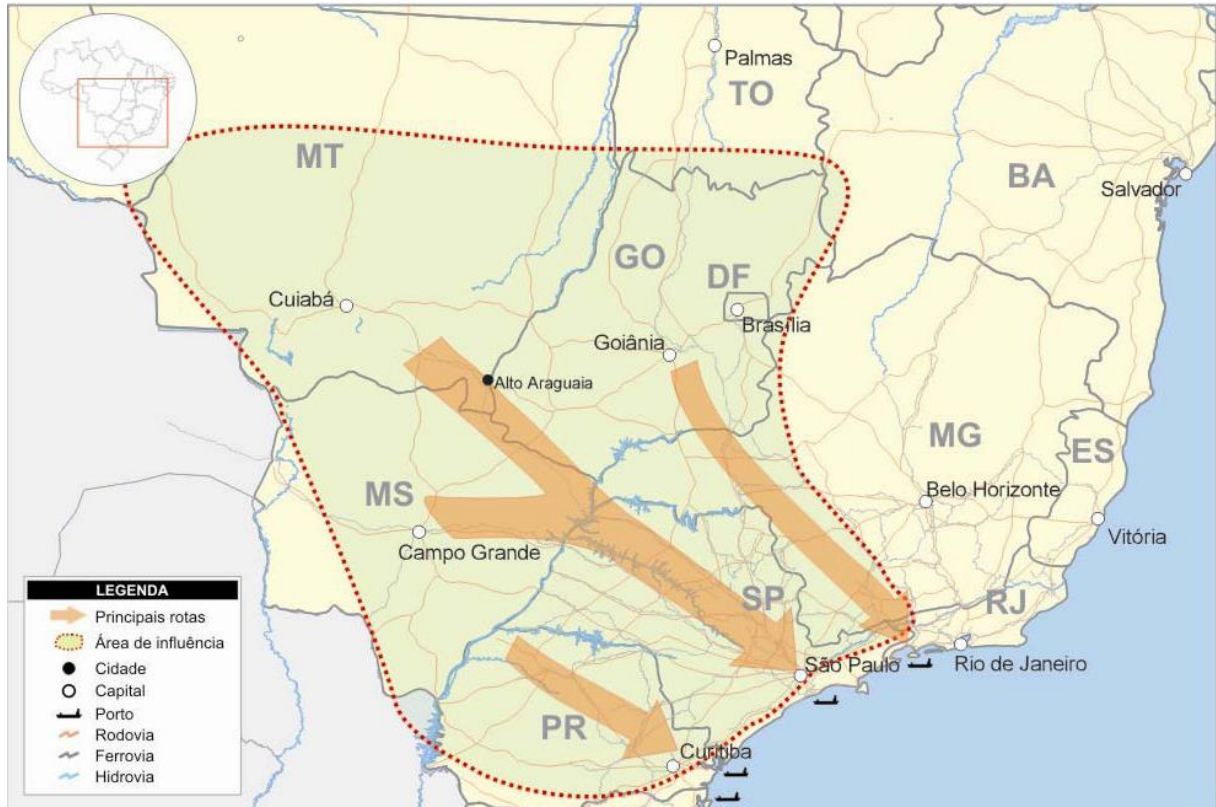 Palmas
TO
MT
BA
Salvador
GO
DF
Cuiabá
Brasília
Goiânia
Alto Araguaia
MG
ES
MS
Belo Horizonte
Campo Grande
Vitória
SP
RJ
São Paulo
Rio de Janeiro
PR
Curitiba
LEGENDA
Principais rotas
Área de influência
Cidade
Capital
Porto
Rodovia
Ferrovia
Hidrovia